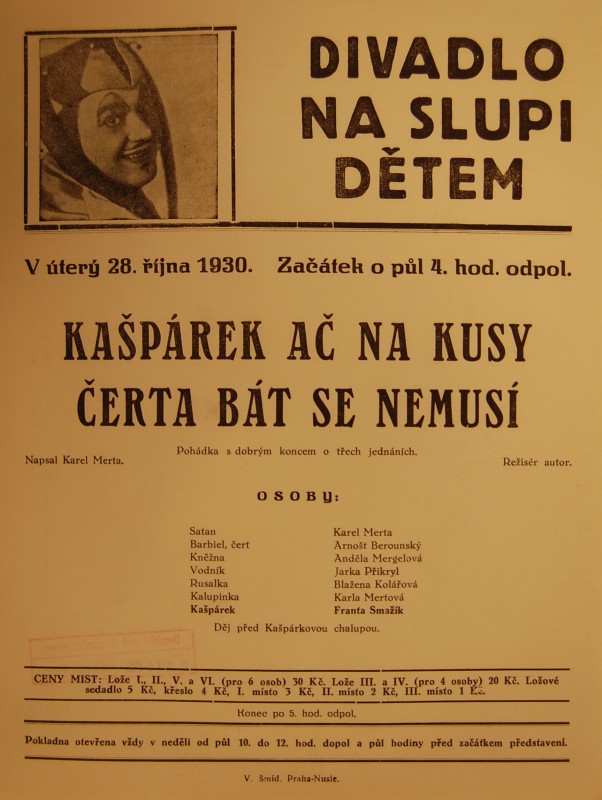 DIVADLO
NA SLUPI
DĚTEM
V úterý 28. října 1930. Začátek o půl 4. hod. odpol.
KAŠPÁREK AČ NA KUSY
ČERTA BÁT SE NEMUSÍ
Pohádka s dobrým koncem o třech jednáních.
Napsal Karel Merta. Režisér autor.
OSOBY:
Satan Karel Merta
Barbiel, čert Arnošt Berounský
Kněžna Anděla Mergelová
Vodník Jarka Přikryl
Rusalka Blažena Kolářová
Kalupinka Karla Mertová
Kašpárek Franta Smažík
Děj před Kašpárkovou chalupou.
CENY MÍST: Lože I., II., V. a VI. (pro 6 osob) 30 Kč. Lože III. a IV. (pro 4 osoby) 20 Kč. Ložové
sedadlo 5 Kč, křeslo 4 Kč, I. místo 3 Kč, II. místo 2 Kč, III. místo 1 Kč.
Konec po 5. hod. odpol.
Pokladna otevřena vždy v neděli od půl 10. do 12. hod. dopol a půl hodiny před začátkem představení.
V. Šmíd, Praha-Nusle.